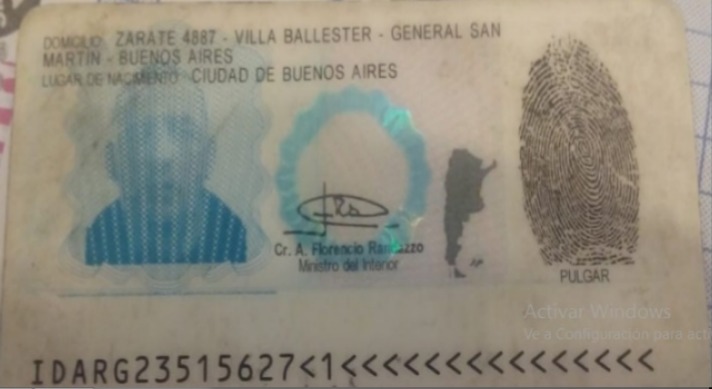 DOMICILIO: ZARATE 4887 - VILLA BALLESTER - GENERAL SAN
MARTIN - BUENOS AIRES
LUGAR DE NACIMIENTO: CIUDAD DE BUENOS AIRES
Cr. A. Florencio Randazzo
Ministro del Interior
PULGAR
Activar Windows
Ve a Configuración para act
IDARG23515627<1<<<<<<<<<<<<<<<